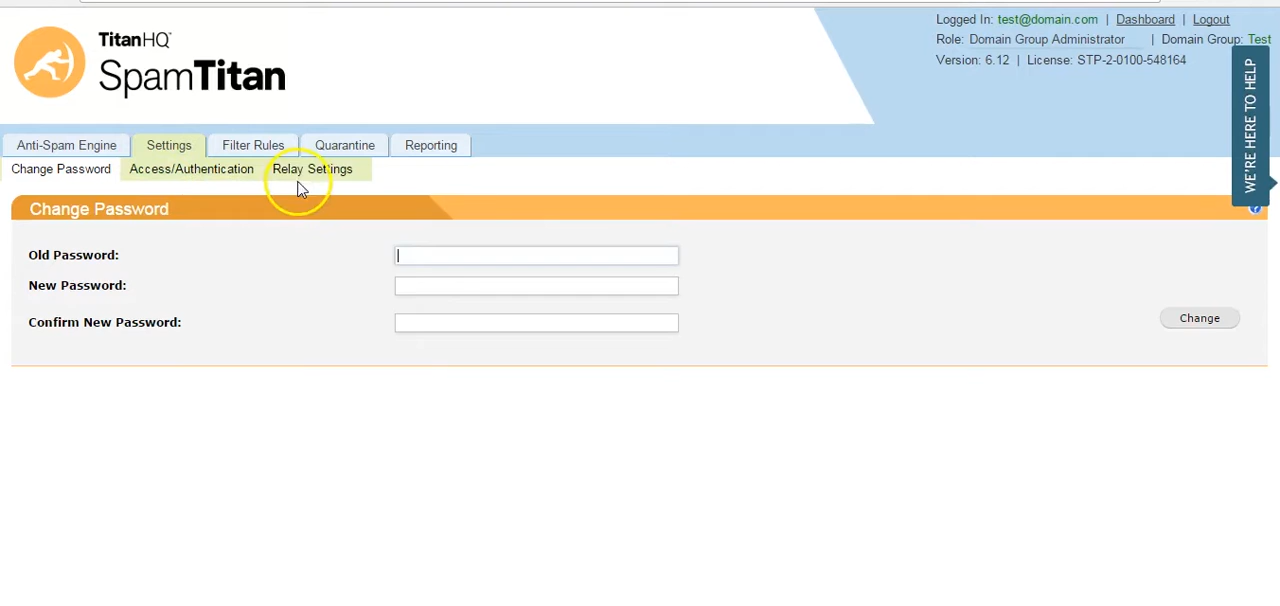 TitanHQ
SpamTitan
Logged In: test@domain.com | Dashboard | Logout
Role: Domain Group Administrator | Domain Group: Test
Version: 6.12 | License: STP-2-0100-548164
WE'RE HERE TO HELP
Anti-Spam Engine Settings Filter Rules Quarantine Reporting
Change Password Access/Authentication Relay Settings
Change Password
?
Old Password:
New Password:
Confirm New Password:
Change